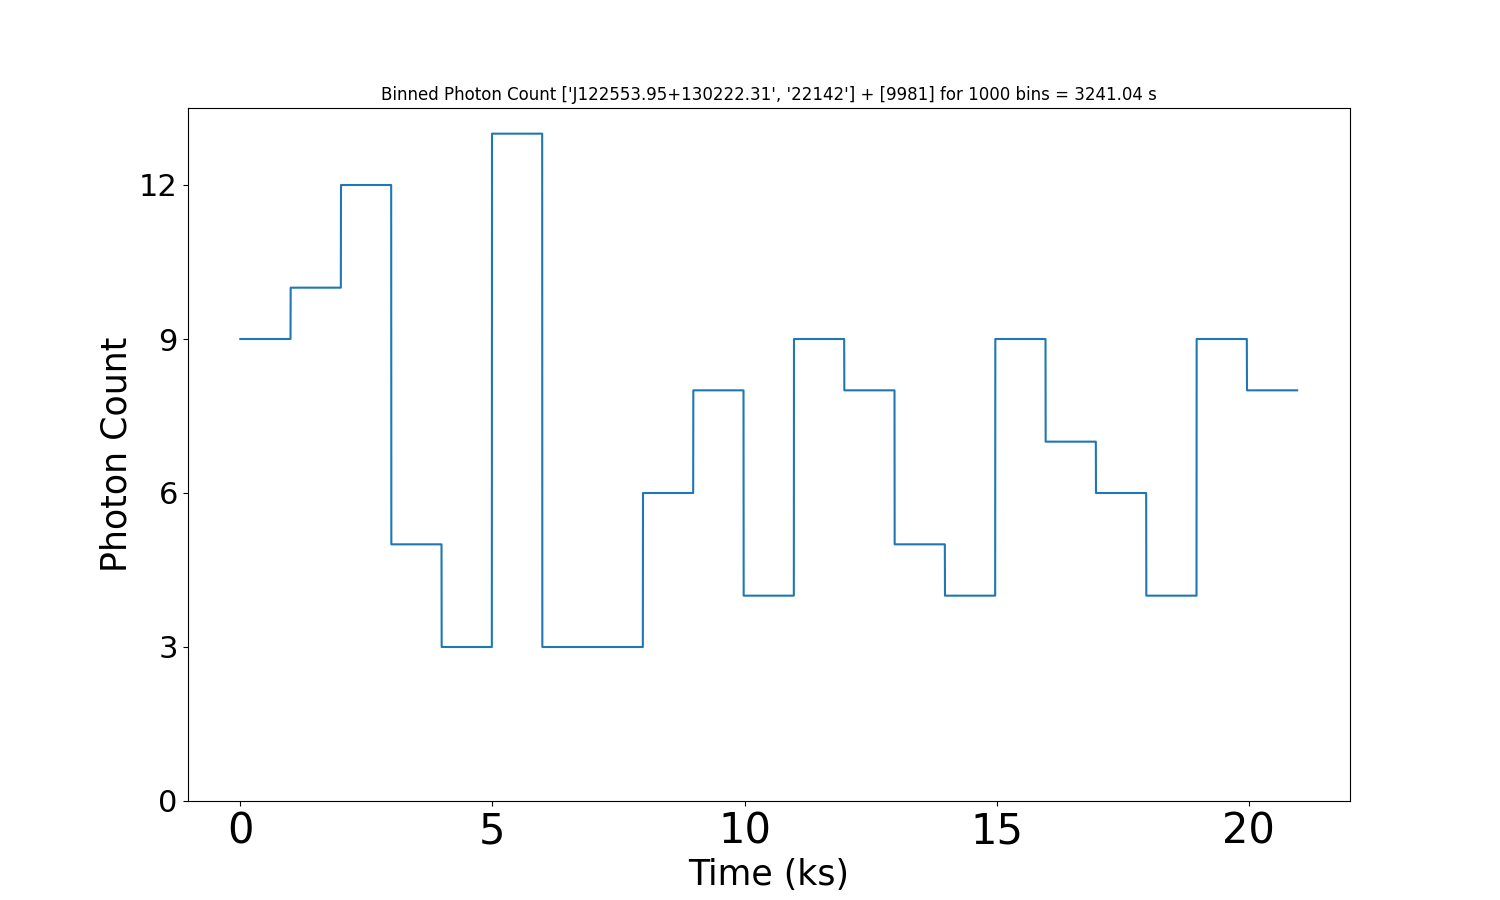 Binned Photon Count ['J122553.95+130222.31', '22142'] + [9981] for 1000 bins = 3241.04 s
12
9
6
3
0
Photon Count
0 5 10 15 20
Time (ks)